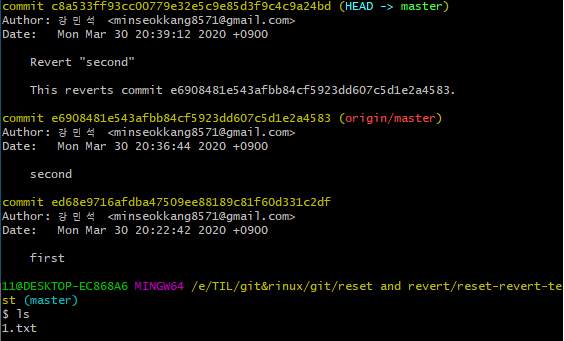 commit c8a533ff93cc00779e32e5c9e85d3f9c4c9a24bd (HEAD -> master)
Author: 강민석 <minseokkang8571@gmail.com>
Date:   Mon Mar 30 20:39:12 2020 +0900
Revert "second"
This reverts commit e6908481e543afbb84cf5923dd607c5d1e2a4583.
commit e6908481e543afbb84cf5923dd607c5d1e2a4583 (origin/master)
Author: 강민석 <minseokkang8571@gmail.com>
Date:   Mon Mar 30 20:36:44 2020 +0900
second
commit ed68e9716afdba47509ee88189c81f60d331c2df
Author: 강민석 <minseokkang8571@gmail.com>
Date:   Mon Mar 30 20:22:42 2020 +0900
first
11@DESKTOP-EC868A6 MINGW64 /e/TIL/git&rinux/git/reset and revert/reset-revert-te
st (master)
$ ls
1.txt